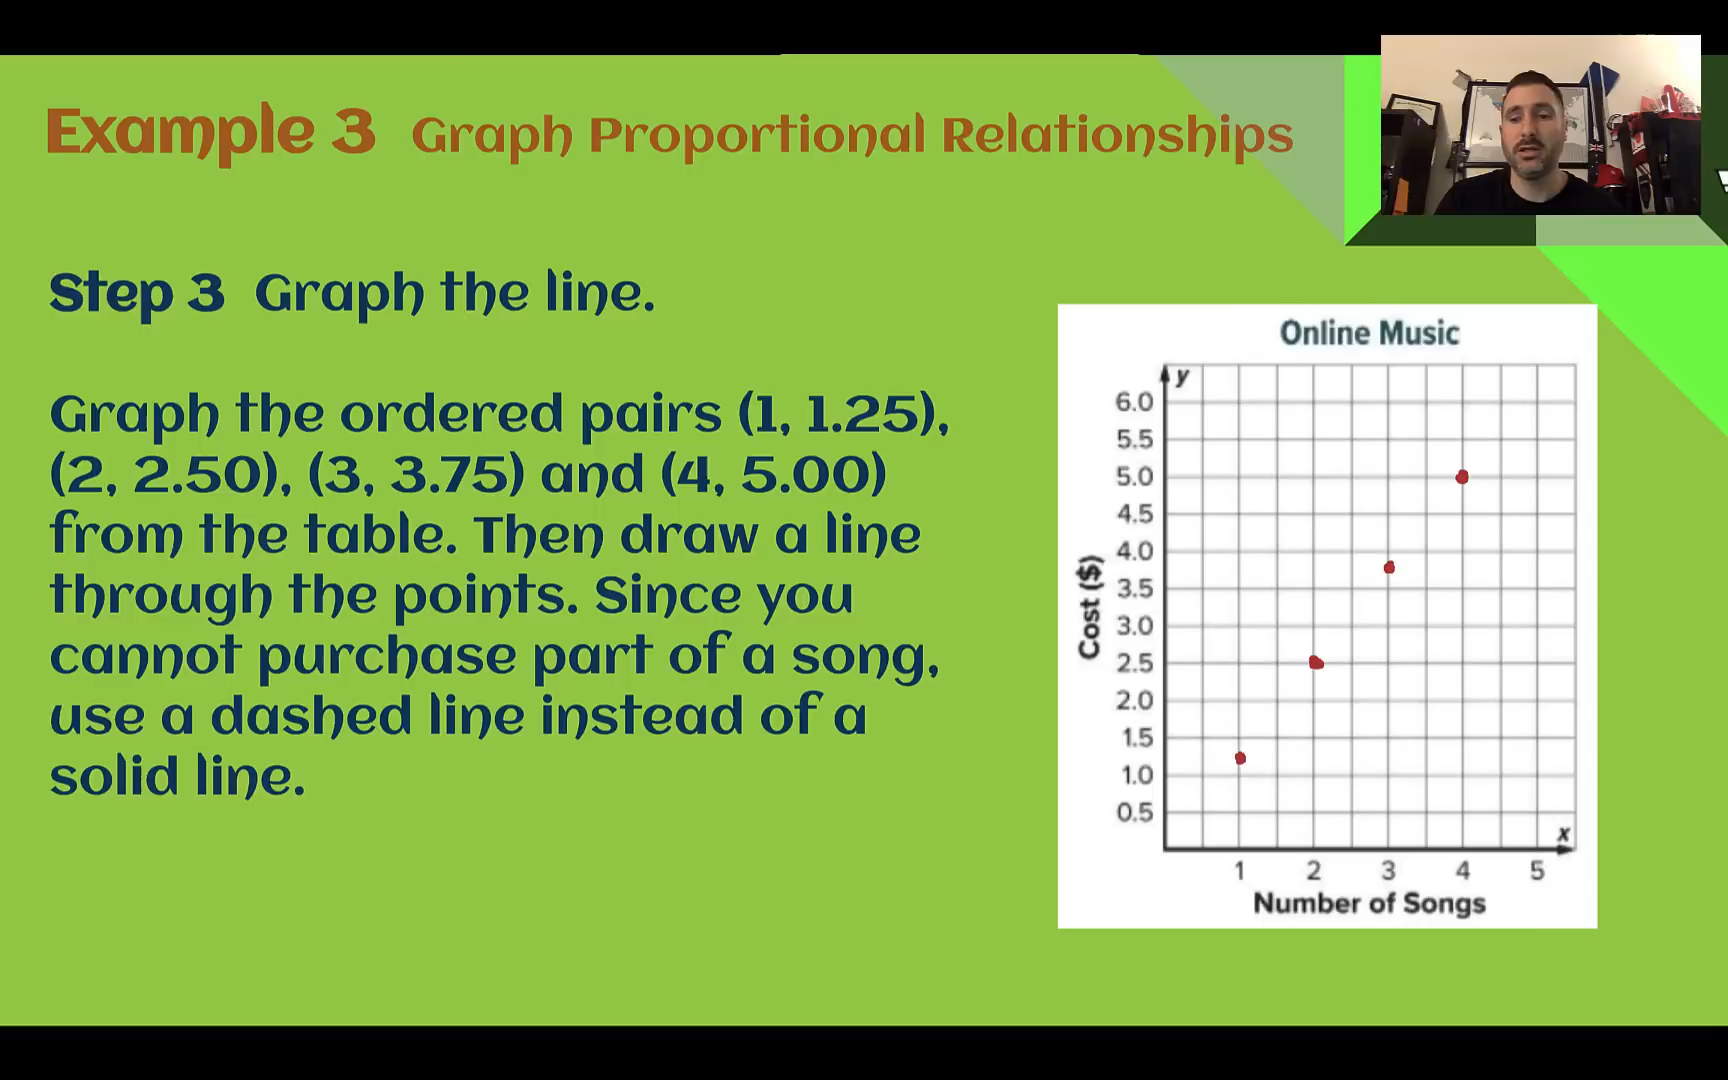 Example 3 Graph Proportional Relationships
Step 3 Graph the line.
Graph the ordered pairs (1, 1.25),
(2, 2.50), (3, 3.75) and (4, 5.00)
from the table. Then draw a line
through the points. Since you
cannot purchase part of a song,
use a dashed line instead of a
solid line.
Online Music
y
6.0
5.5
5.0
4.5
4.0
3.5
3.0
2.5
2.0
1.5
1.0
0.5
Cost ($)
x
1 2 3 4 5
Number of Songs